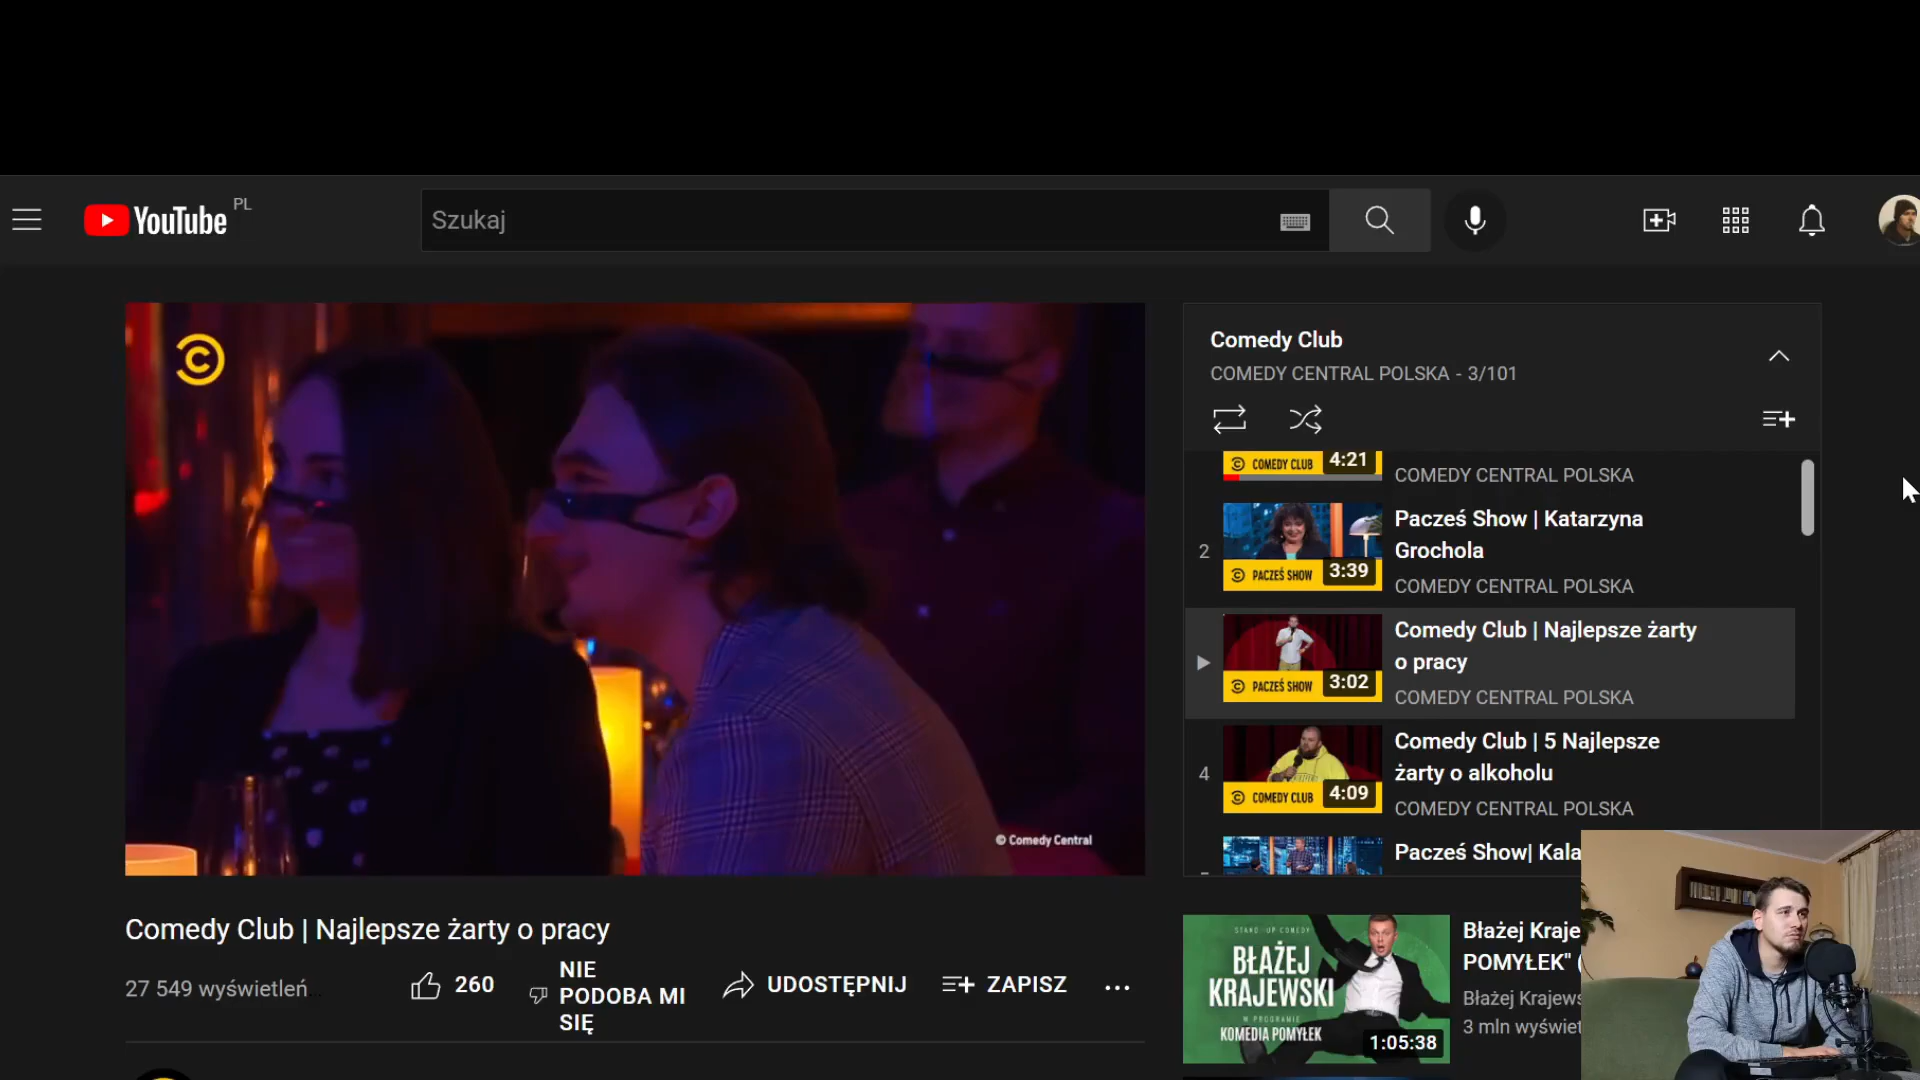 YouTube PL
Szukaj
© Comedy Central
Comedy Club | Najlepsze żarty o pracy
27 549 wyświetleń...
260
NIE
PODOBA MI
SIĘ
UDOSTĘPNIJ
ZAPISZ
Comedy Club
COMEDY CENTRAL POLSKA - 3/101
COMEDY CLUB 4:21
COMEDY CENTRAL POLSKA
2
PACZEŚ SHOW 3:39
Pacześ Show | Katarzyna
Grochola
COMEDY CENTRAL POLSKA
PACZEŚ SHOW 3:02
Comedy Club | Najlepsze żarty
o pracy
COMEDY CENTRAL POLSKA
4
COMEDY CLUB 4:09
Comedy Club | 5 Najlepsze
żarty o alkoholu
COMEDY CENTRAL POLSKA
Pacześ Show| Kala
STAND-UP COMEDY
BŁAŻEJ
KRAJEWSKI
W PROGRAMIE
KOMEDIA POMYŁEK
1:05:38
Błażej Kraje
POMYŁEK" (
Błażej Krajews
3 mln wyświet